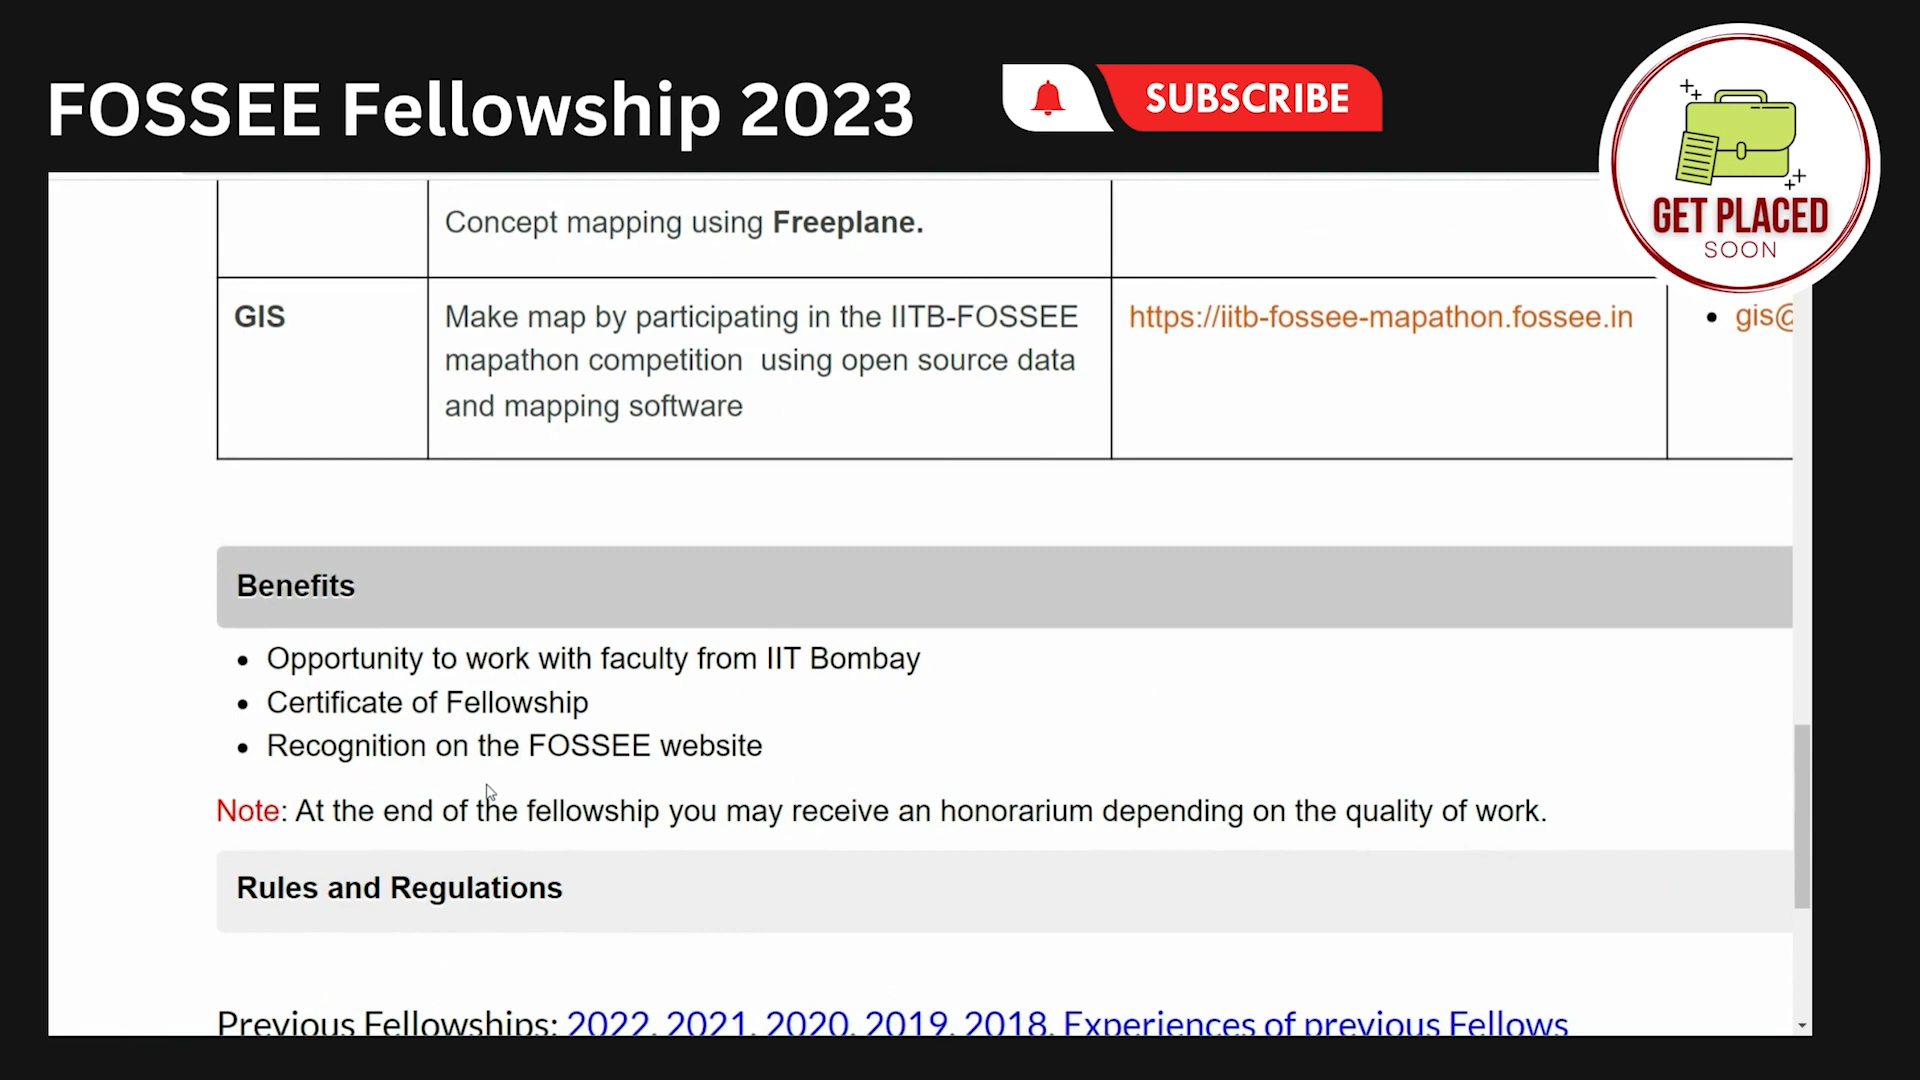 FOSSEE Fellowship 2023
SUBSCRIBE
GET PLACED
SOON
Concept mapping using Freeplane.
GIS
Make map by participating in the IITB-FOSSEE
mapathon competition using open source data
and mapping software
https://iitb-fossee-mapathon.fossee.in
• gis@
Benefits
• Opportunity to work with faculty from IIT Bombay
• Certificate of Fellowship
• Recognition on the FOSSEE website
Note: At the end of the fellowship you may receive an honorarium depending on the quality of work.
Rules and Regulations
Previous Fellowships: 2022, 2021, 2020, 2019, 2018, Experiences of previous Fellows